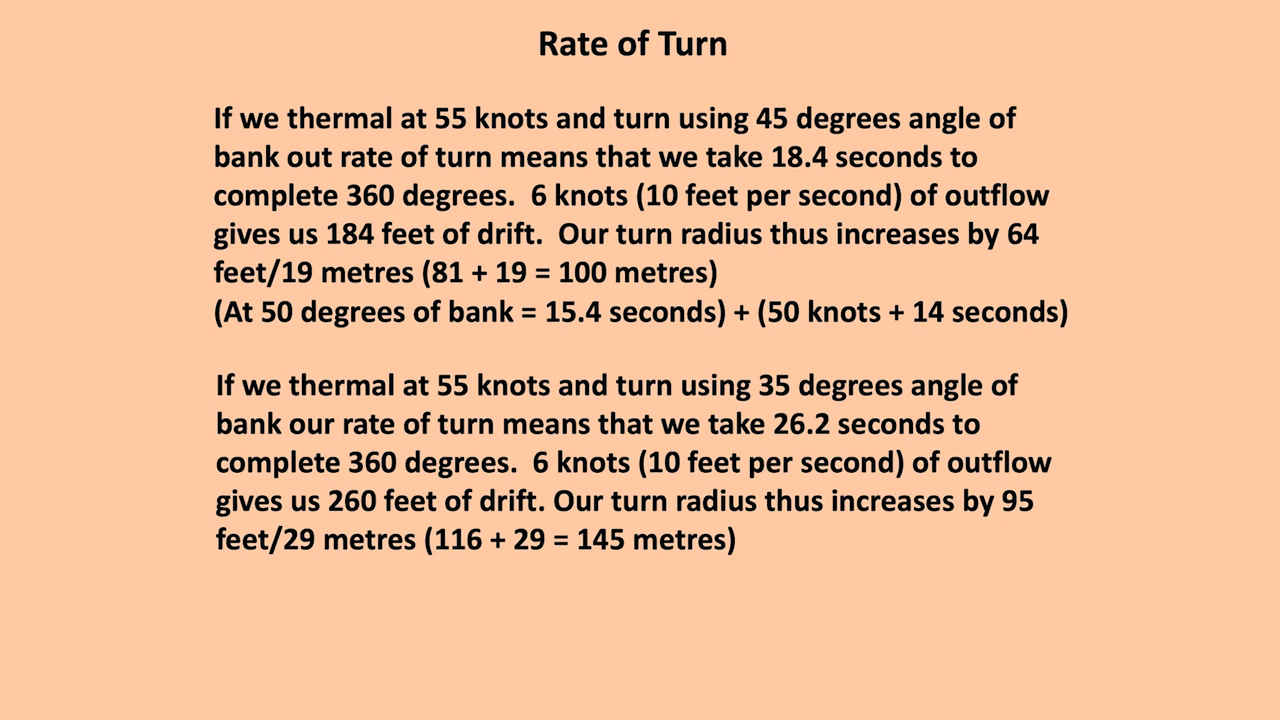 Rate of Turn
If we thermal at 55 knots and turn using 45 degrees angle of
bank out rate of turn means that we take 18.4 seconds to
complete 360 degrees.  6 knots (10 feet per second) of outflow
gives us 184 feet of drift.  Our turn radius thus increases by 64
feet/19 metres (81 + 19 = 100 metres)
(At 50 degrees of bank = 15.4 seconds) + (50 knots + 14 seconds)
If we thermal at 55 knots and turn using 35 degrees angle of
bank our rate of turn means that we take 26.2 seconds to
complete 360 degrees.  6 knots (10 feet per second) of outflow
gives us 260 feet of drift. Our turn radius thus increases by 95
feet/29 metres (116 + 29 = 145 metres)